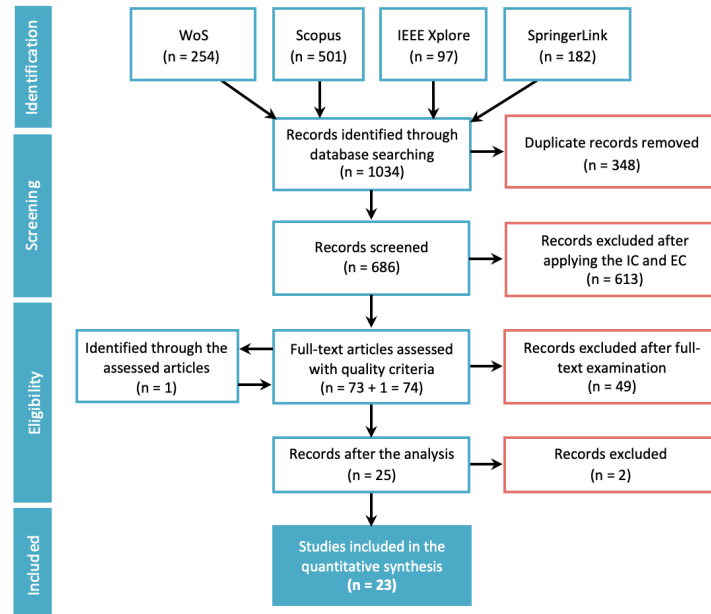 Identification
WoS
(n = 254)
Scopus
(n = 501)
IEEE Xplore
(n = 97)
SpringerLink
(n = 182)
Screening
Records identified through
database searching
(n = 1034)
Duplicate records removed
(n = 348)
Records screened
(n = 686)
Records excluded after
applying the IC and EC
(n = 613)
Eligibility
Identified through the
assessed articles
(n = 1)
Full-text articles assessed
with quality criteria
(n = 73 + 1 = 74)
Records excluded after full-
text examination
(n = 49)
Records after the analysis
(n = 25)
Records excluded
(n = 2)
Included
Studies included in the
quantitative synthesis
(n = 23)